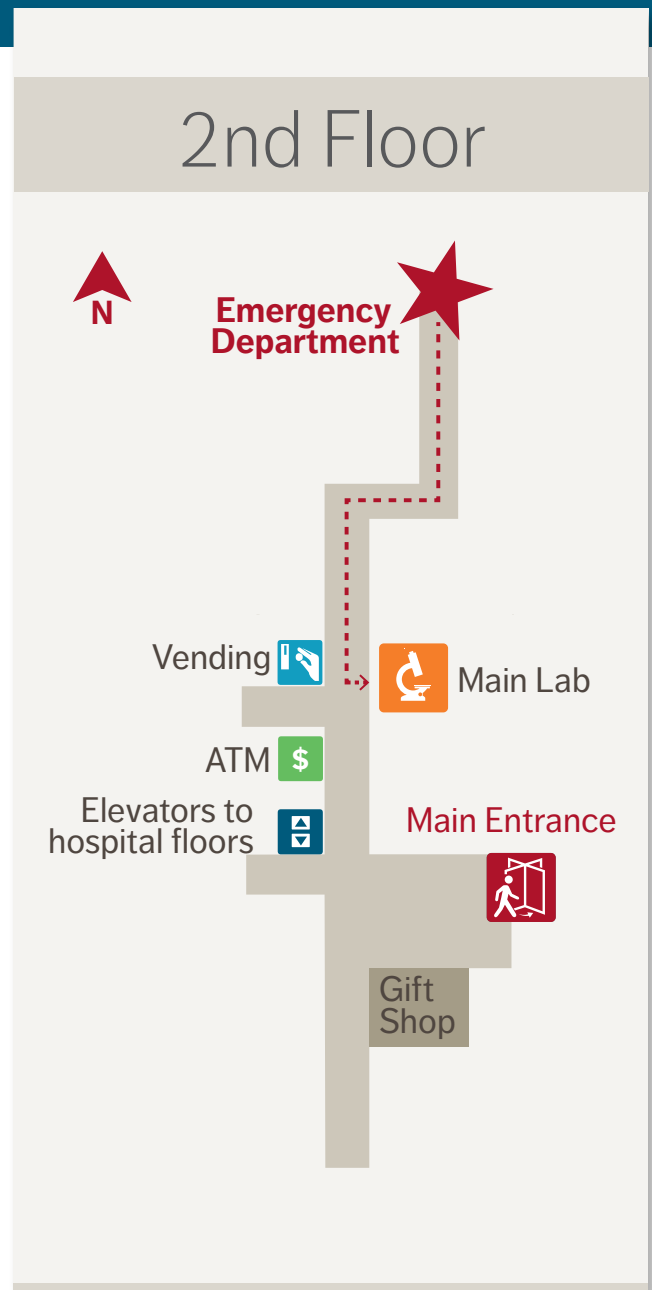 2nd Floor
N
Emergency
Department
Vending
Main Lab
ATM
$
Elevators to
hospital floors
Main Entrance
Gift
Shop